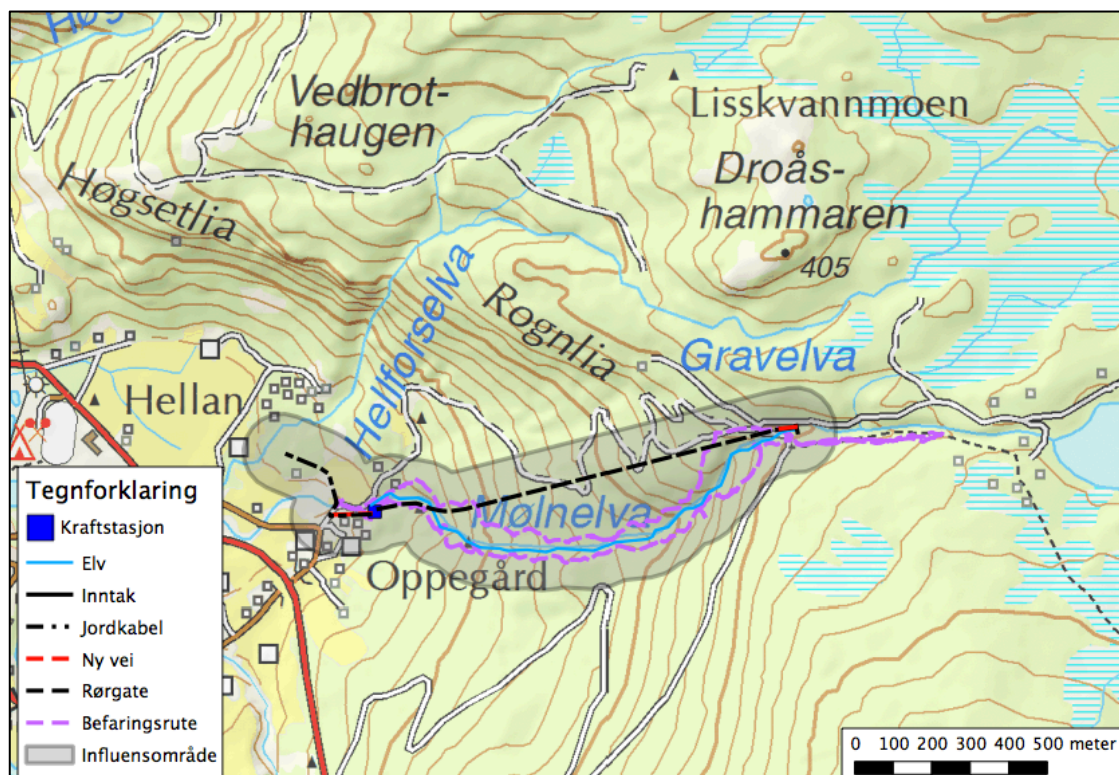 Høg
Vedbrot-
haugen
Lisskvannmoen
Droås-
hammaren
405
Høgsetlia
Hellforselva
Rognlia
Gravelva
Hellan
Mølnelva
Oppegård
Tegnforklaring
Kraftstasjon
Elv
Inntak
Jordkabel
Ny vei
Rørgate
Befaringsrute
Influensområde
0 100 200 300 400 500 meter